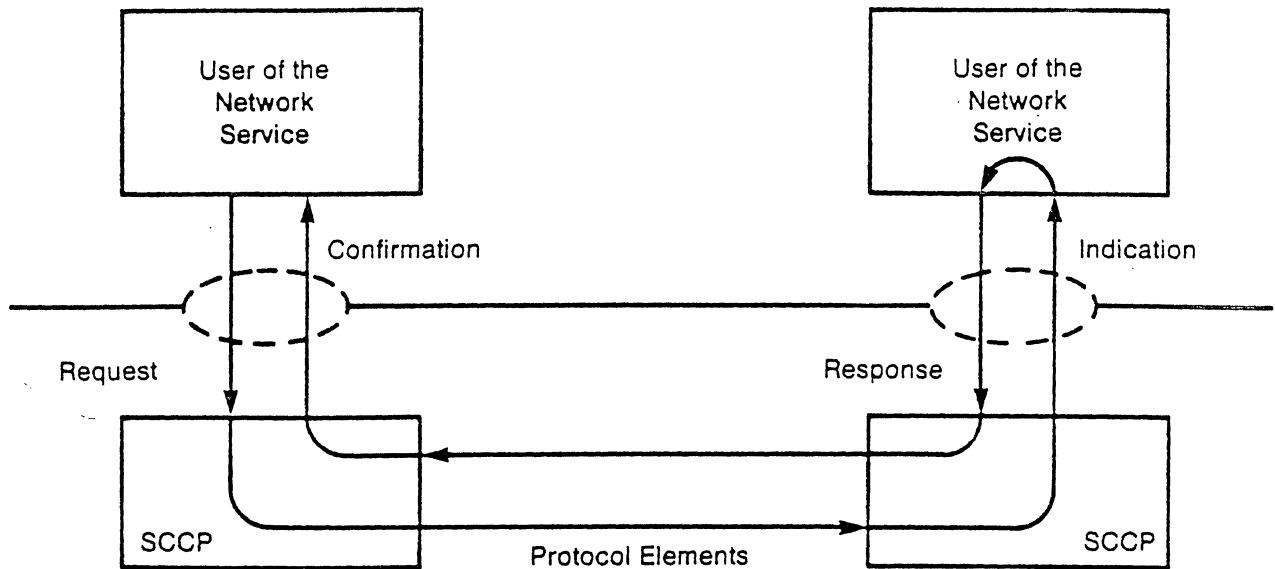 User of the
Network
Service
User of the
Network
Service
Confirmation
Indication
Request
Response
SCCP
Protocol Elements
SCCP